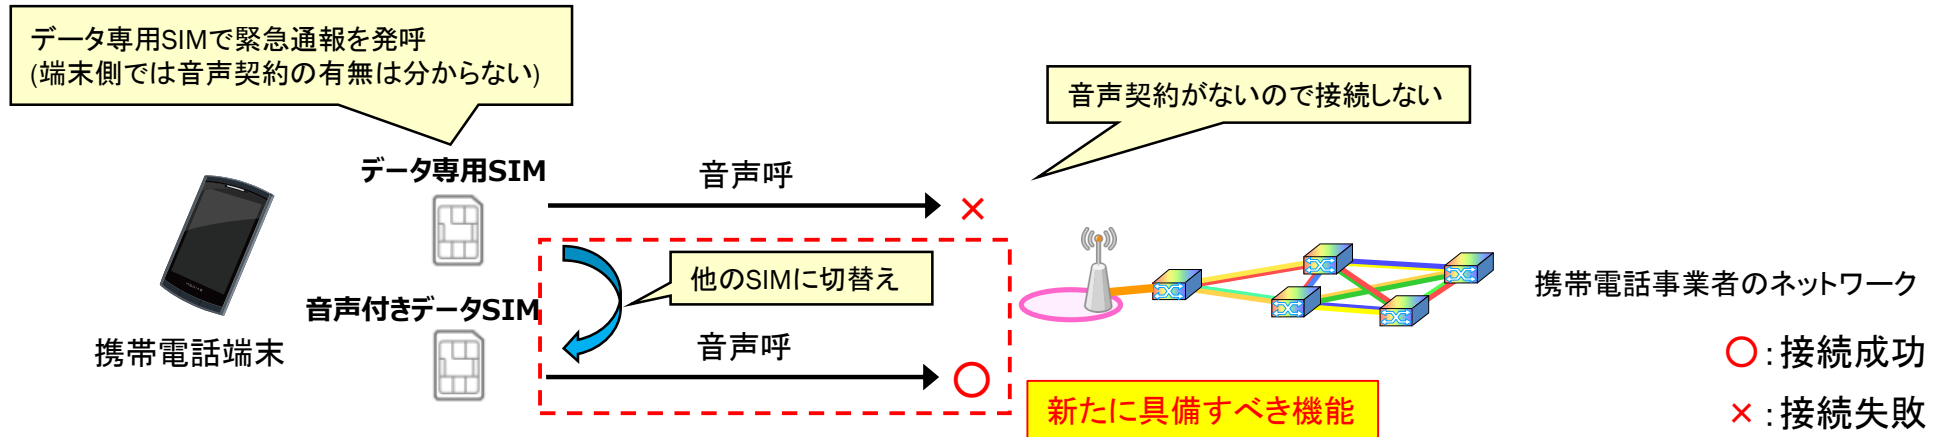 データ専用SIMで緊急通報を発呼
(端末側では音声契約の有無は分からない)
音声契約がないので接続しない
データ専用SIM
音声呼
×
他のSIMに切替え
音声付きデータSIM
携帯電話事業者のネットワーク
携帯電話端末
音声呼
○
○:接続成功
新たに具備すべき機能
×:接続失敗